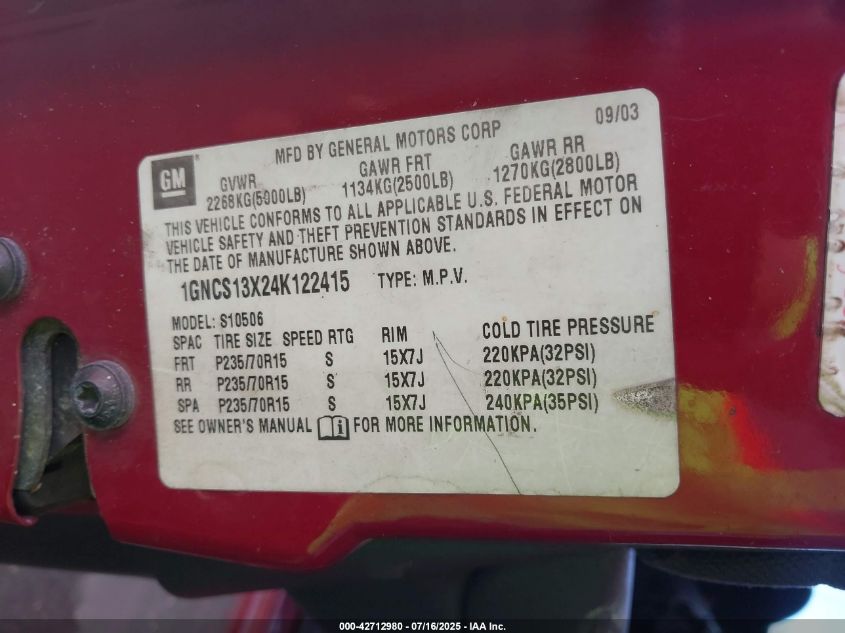 09/03
MFD BY GENERAL MOTORS CORP
GM
GVWR GAWR FRT GAWR RR
2268KG(5000LB) 1134KG(2500LB) 1270KG(2800LB)
THIS VEHICLE CONFORMS TO ALL APPLICABLE U.S. FEDERAL MOTOR
VEHICLE SAFETY AND THEFT PREVENTION STANDARDS IN EFFECT ON
THE DATE OF MANUFACTURE SHOWN ABOVE.
1GNCS13X24K122415 TYPE: M.P.V.
MODEL: S10506
SPAC TIRE SIZE SPEED RTG RIM COLD TIRE PRESSURE
FRT P235/70R15 S 15X7J 220KPA(32PSI)
RR P235/70R15 S 15X7J 220KPA(32PSI)
SPA P235/70R15 S 15X7J 240KPA(35PSI)
SEE OWNER'S MANUAL i FOR MORE INFORMATION.
000-42712980 - 07/16/2025 - IAA Inc.